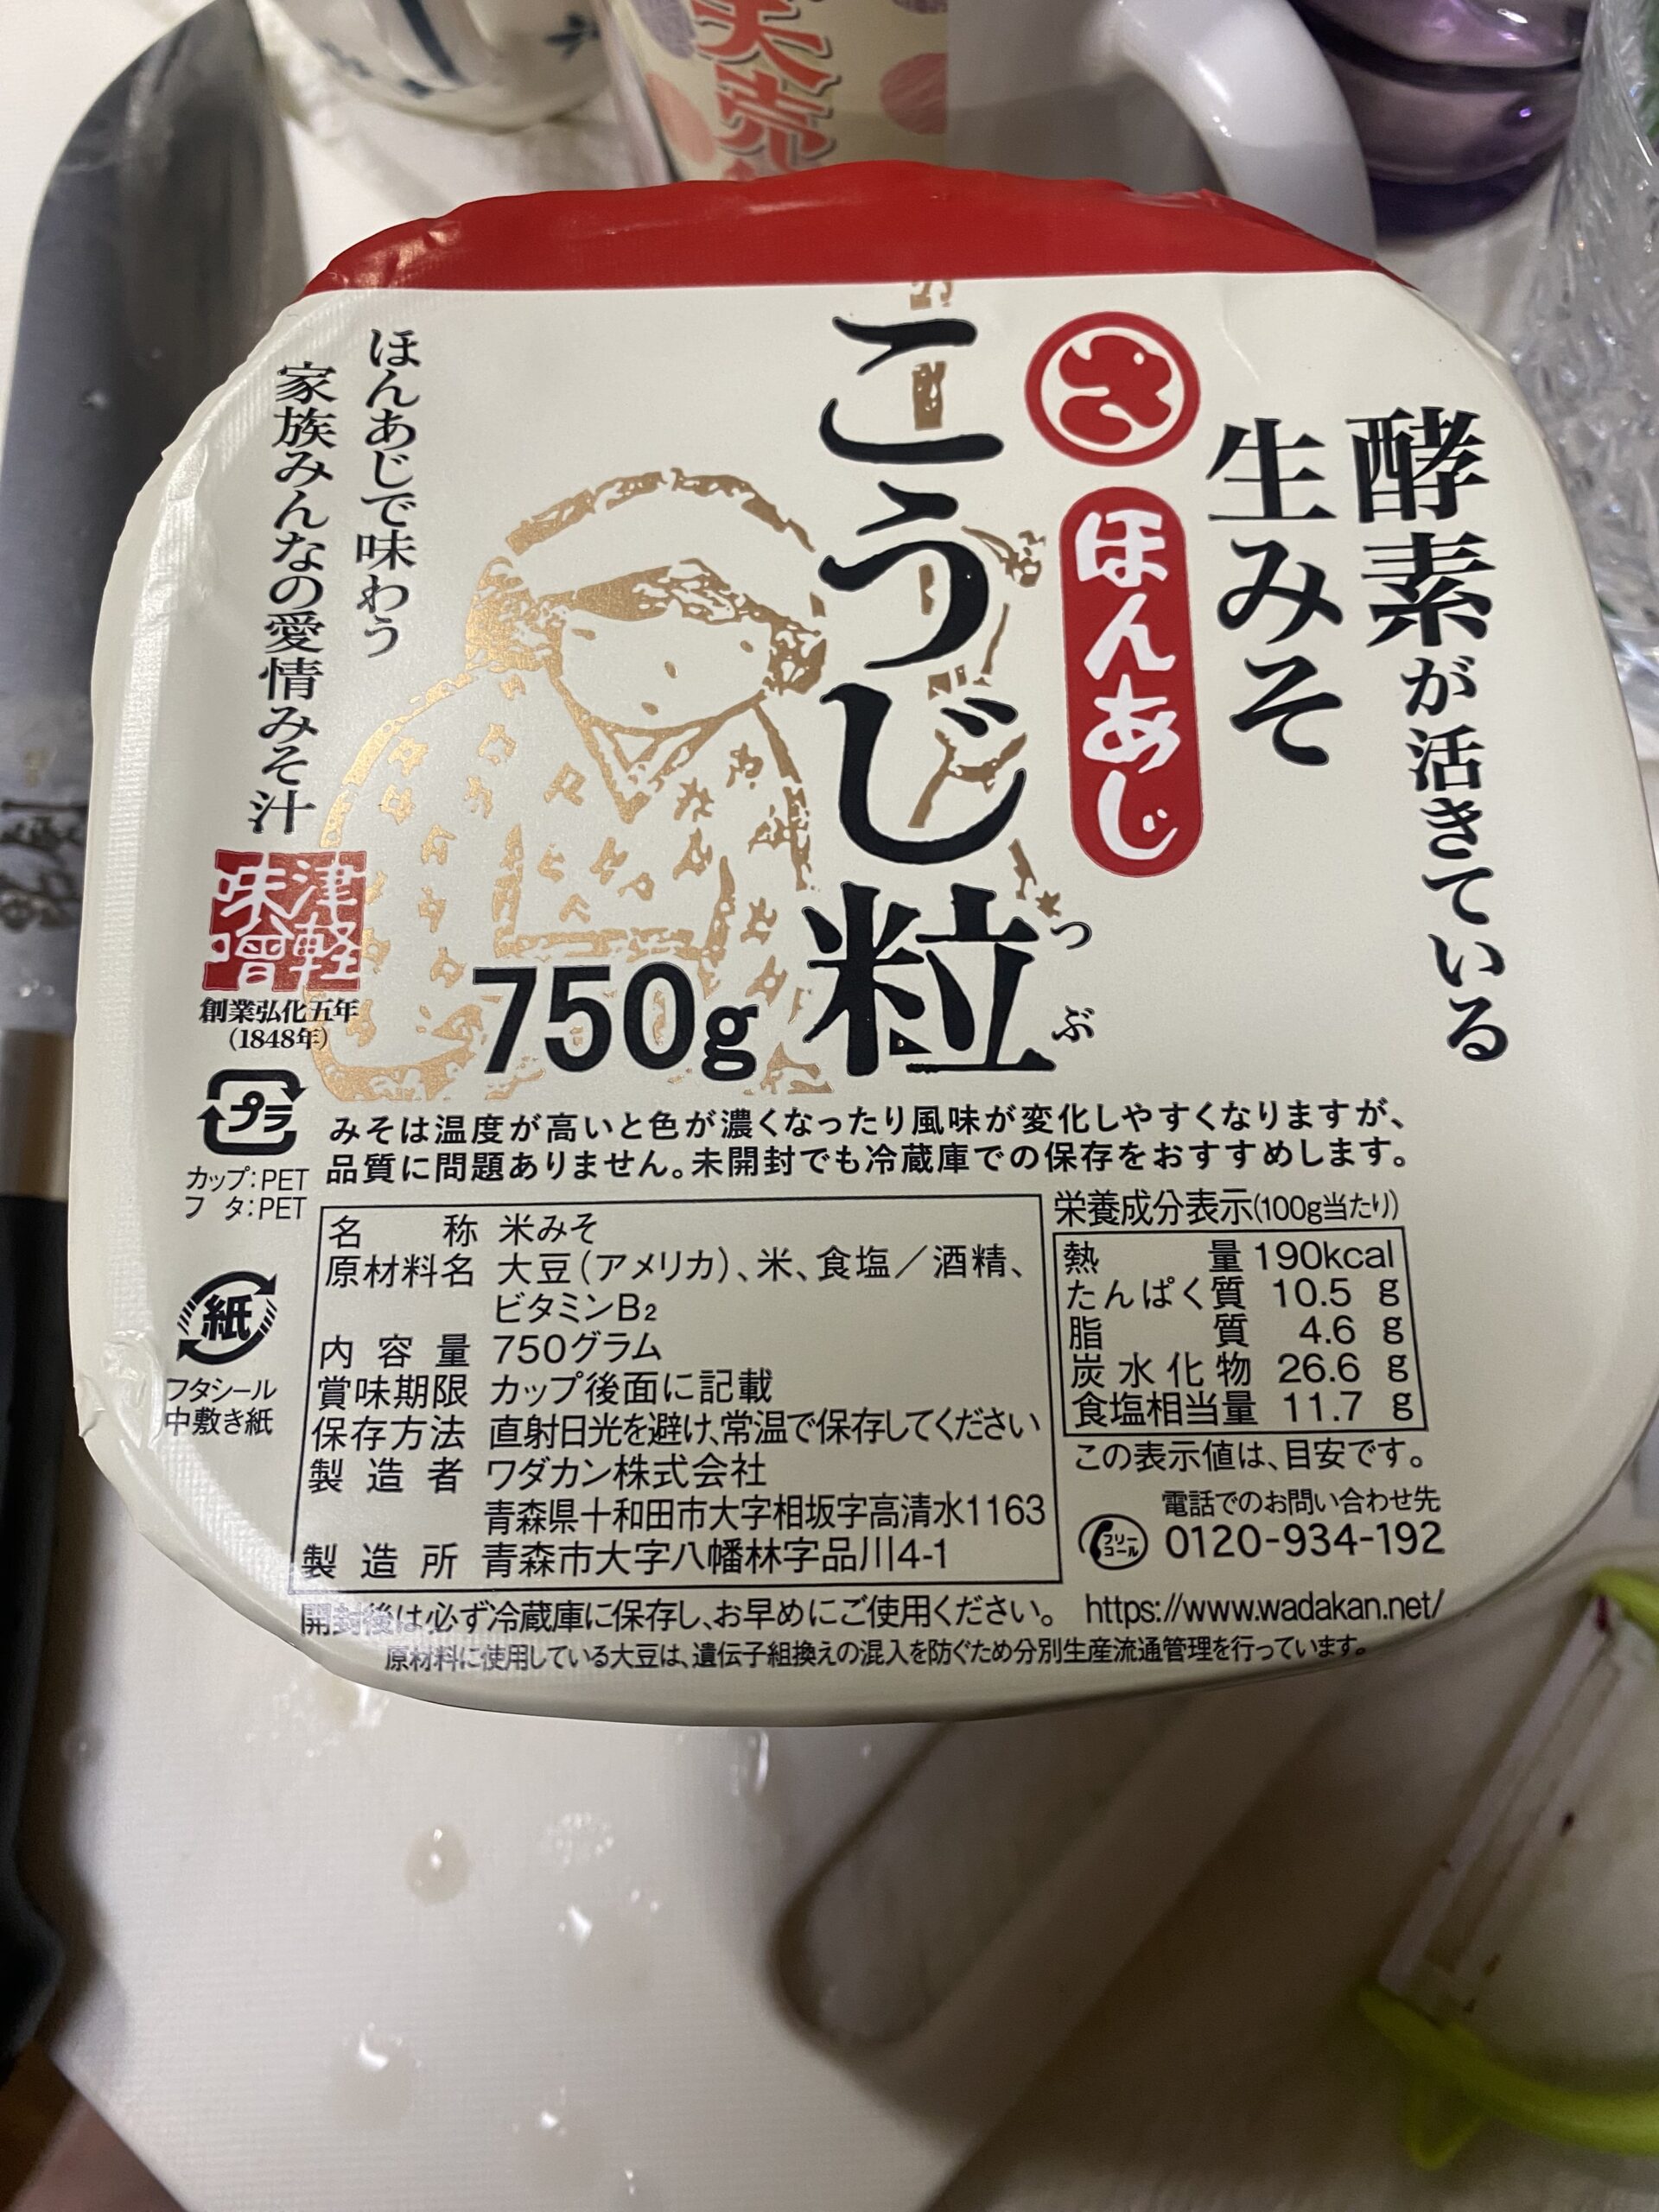 酵素が活きている
生みそ
ほんあじ
こうじ粒
つぶ
750g
ほんあじで味わう
家族みんなの愛情みそ汁
津軽
味噌
創業弘化五年
(1848年)
プラ
カップ:PET
フタ:PET
紙
フタシール
中敷き紙
みそは温度が高いと色が濃くなったり風味が変化しやすくなりますが、
品質に問題ありません。未開封でも冷蔵庫での保存をおすすめします。
名称 米みそ
原材料名 大豆(アメリカ)、米、食塩/酒精、
ビタミンB2
内容量 750グラム
賞味期限 カップ後面に記載
保存方法 直射日光を避け、常温で保存してください
製造者 ワダカン株式会社
青森県十和田市大字相坂字高清水1163
製造所 青森市大字八幡林字品川4-1
栄養成分表示(100g当たり)
熱量 190kcal
たんぱく質 10.5 g
脂質 4.6 g
炭水化物 26.6 g
食塩相当量 11.7 g
この表示値は、目安です。
電話でのお問い合わせ先
フリーコール 0120-934-192
開封後は必ず冷蔵庫に保存し、お早めにご使用ください。 https://www.wadakan.net/
原材料に使用している大豆は、遺伝子組換えの混入を防ぐため分別生産流通管理を行っています。